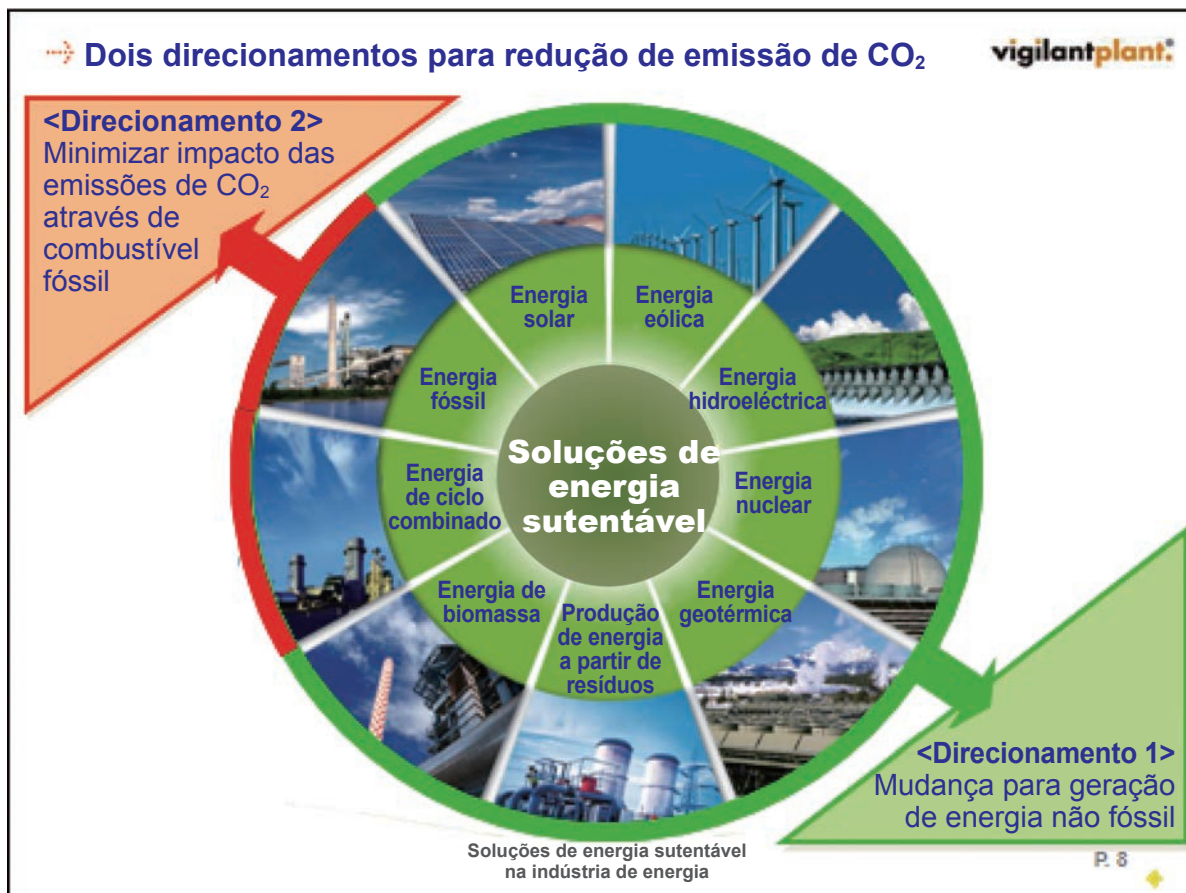 Dois direcionamentos para redução de emissão de CO₂
vigilantplant.®
<Direcionamento 2>
Minimizar impacto das
emissões de CO₂
através de
combustível
fóssil
Energia
solar
Energia
eólica
Energia
hidroeléctrica
Energia
nuclear
Energia
geotérmica
Produção
de energia
a partir de
resíduos
Energia de
biomassa
Energia
de ciclo
combinado
Energia
fóssil
Soluções de
energia
sutentável
<Direcionamento 1>
Mudança para geração
de energia não fóssil
Soluções de energia sutentável
na indústria de energia
P. 8